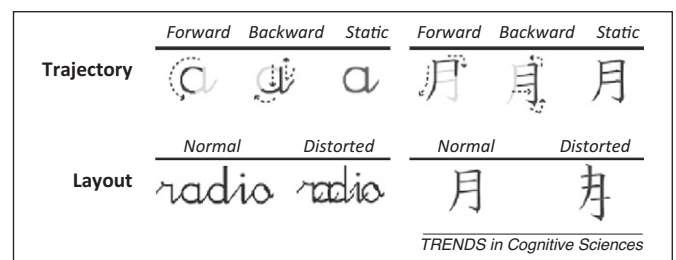 Forward Backward Static Forward Backward Static
Trajectory a a a 月 月 月
Normal Distorted Normal Distorted
Layout radio radio 月 月
TRENDS in Cognitive Sciences